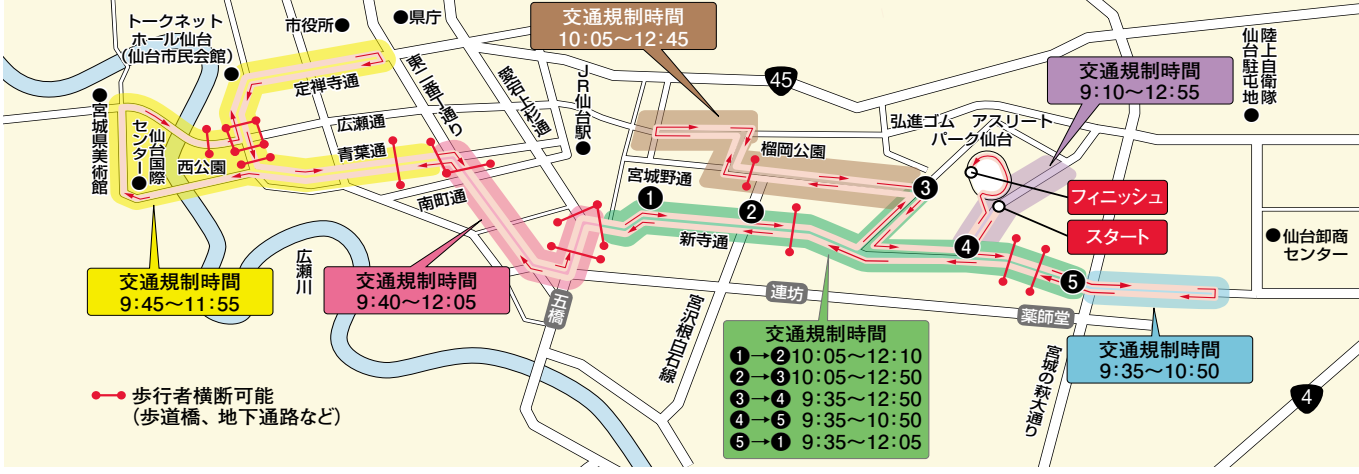 トークネット
ホール仙台
(仙台市民会館)
市役所
県庁
交通規制時間
10:05〜12:45
45
陸上自衛隊
仙台駐屯地
交通規制時間
9:10〜12:55
定禅寺通
東二番丁通り
愛宕上杉通
JR仙台駅
弘進ゴム アスリート
パーク仙台
宮城県美術館
仙台国際
センター
広瀬通
西公園
青葉通
榴岡公園
宮城野通
南町通
1
2
3
フィニッシュ
スタート
新寺通
4
5
仙台卸商
センター
交通規制時間
9:45〜11:55
広瀬川
交通規制時間
9:40〜12:05
五橋
連坊
宮沢根白石線
薬師堂
宮城の萩大通り
交通規制時間
1→2 10:05〜12:10
2→3 10:05〜12:50
3→4 9:35〜12:50
4→5 9:35〜10:50
5→1 9:35〜12:05
交通規制時間
9:35〜10:50
4
歩行者横断可能
(歩道橋、地下通路など)